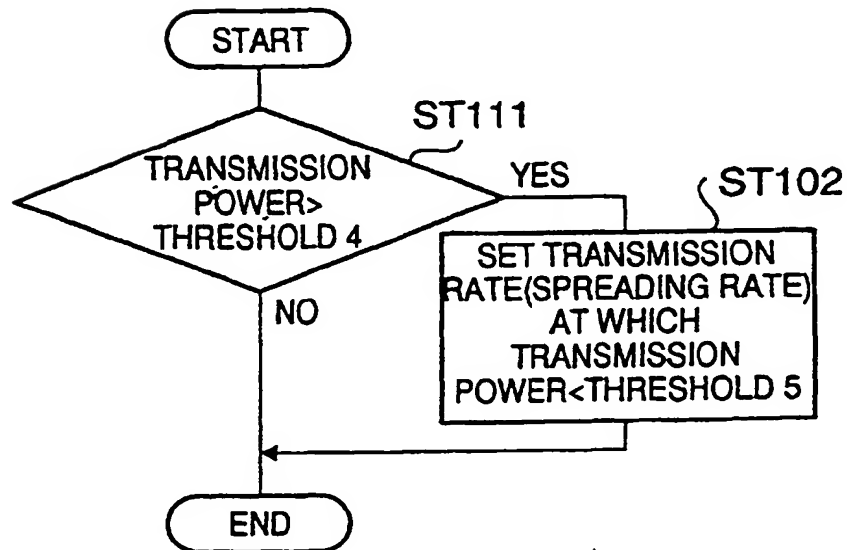 START
ST111
TRANSMISSION
POWER>
THRESHOLD 4
YES
ST102
SET TRANSMISSION
RATE(SPREADING RATE)
AT WHICH
TRANSMISSION
POWER<THRESHOLD 5
NO
END